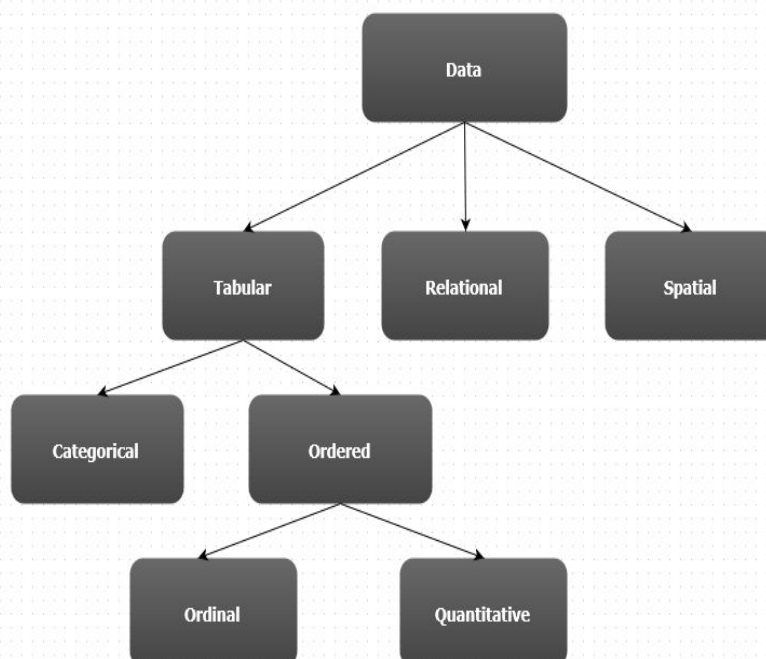 Data
Tabular
Relational
Spatial
Categorical
Ordered
Ordinal
Quantitative